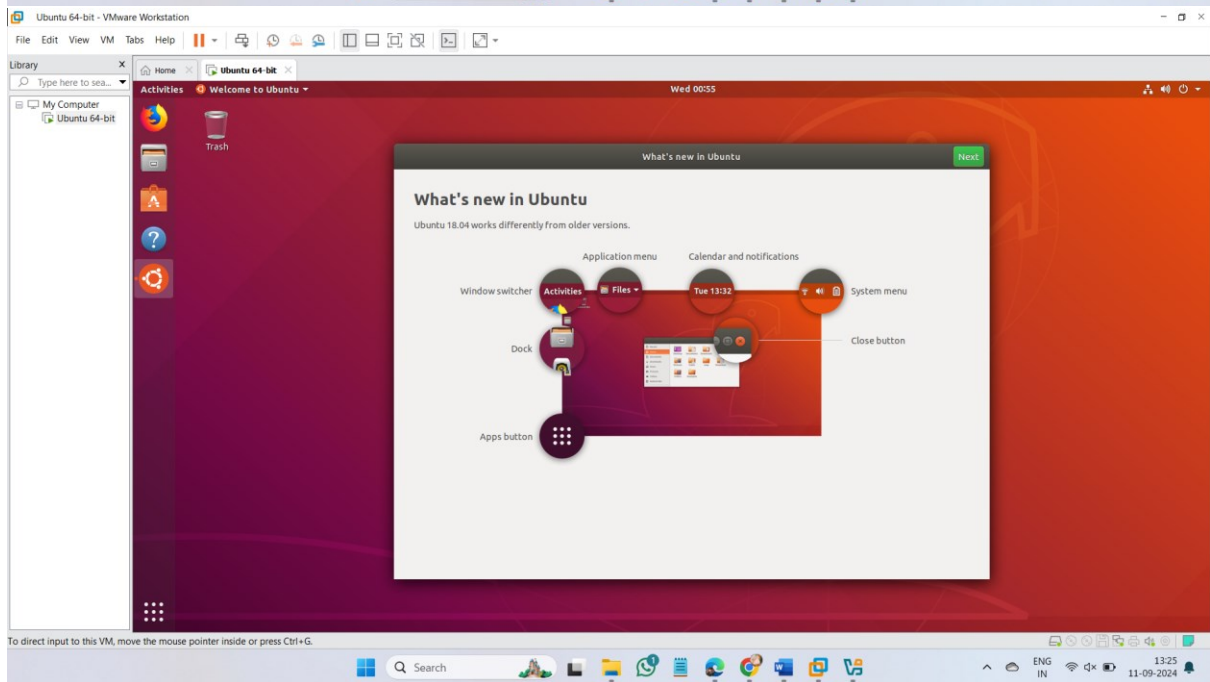 Ubuntu 64-bit - VMware Workstation
File Edit View VM Tabs Help
Library X
Home
Ubuntu 64-bit
Type here to sea...
My Computer
Ubuntu 64-bit
Activities Welcome to Ubuntu Wed 00:55
Trash
What's new in Ubuntu Next
What's new in Ubuntu
Ubuntu 18.04 works differently from older versions.
Application menu Calendar and notifications
Window switcher Activities Files Tue 13:32 System menu
Dock Close button
Apps button
To direct input to this VM, move the mouse pointer inside or press Ctrl+G.
Search
ENG
IN
13:25
11-09-2024